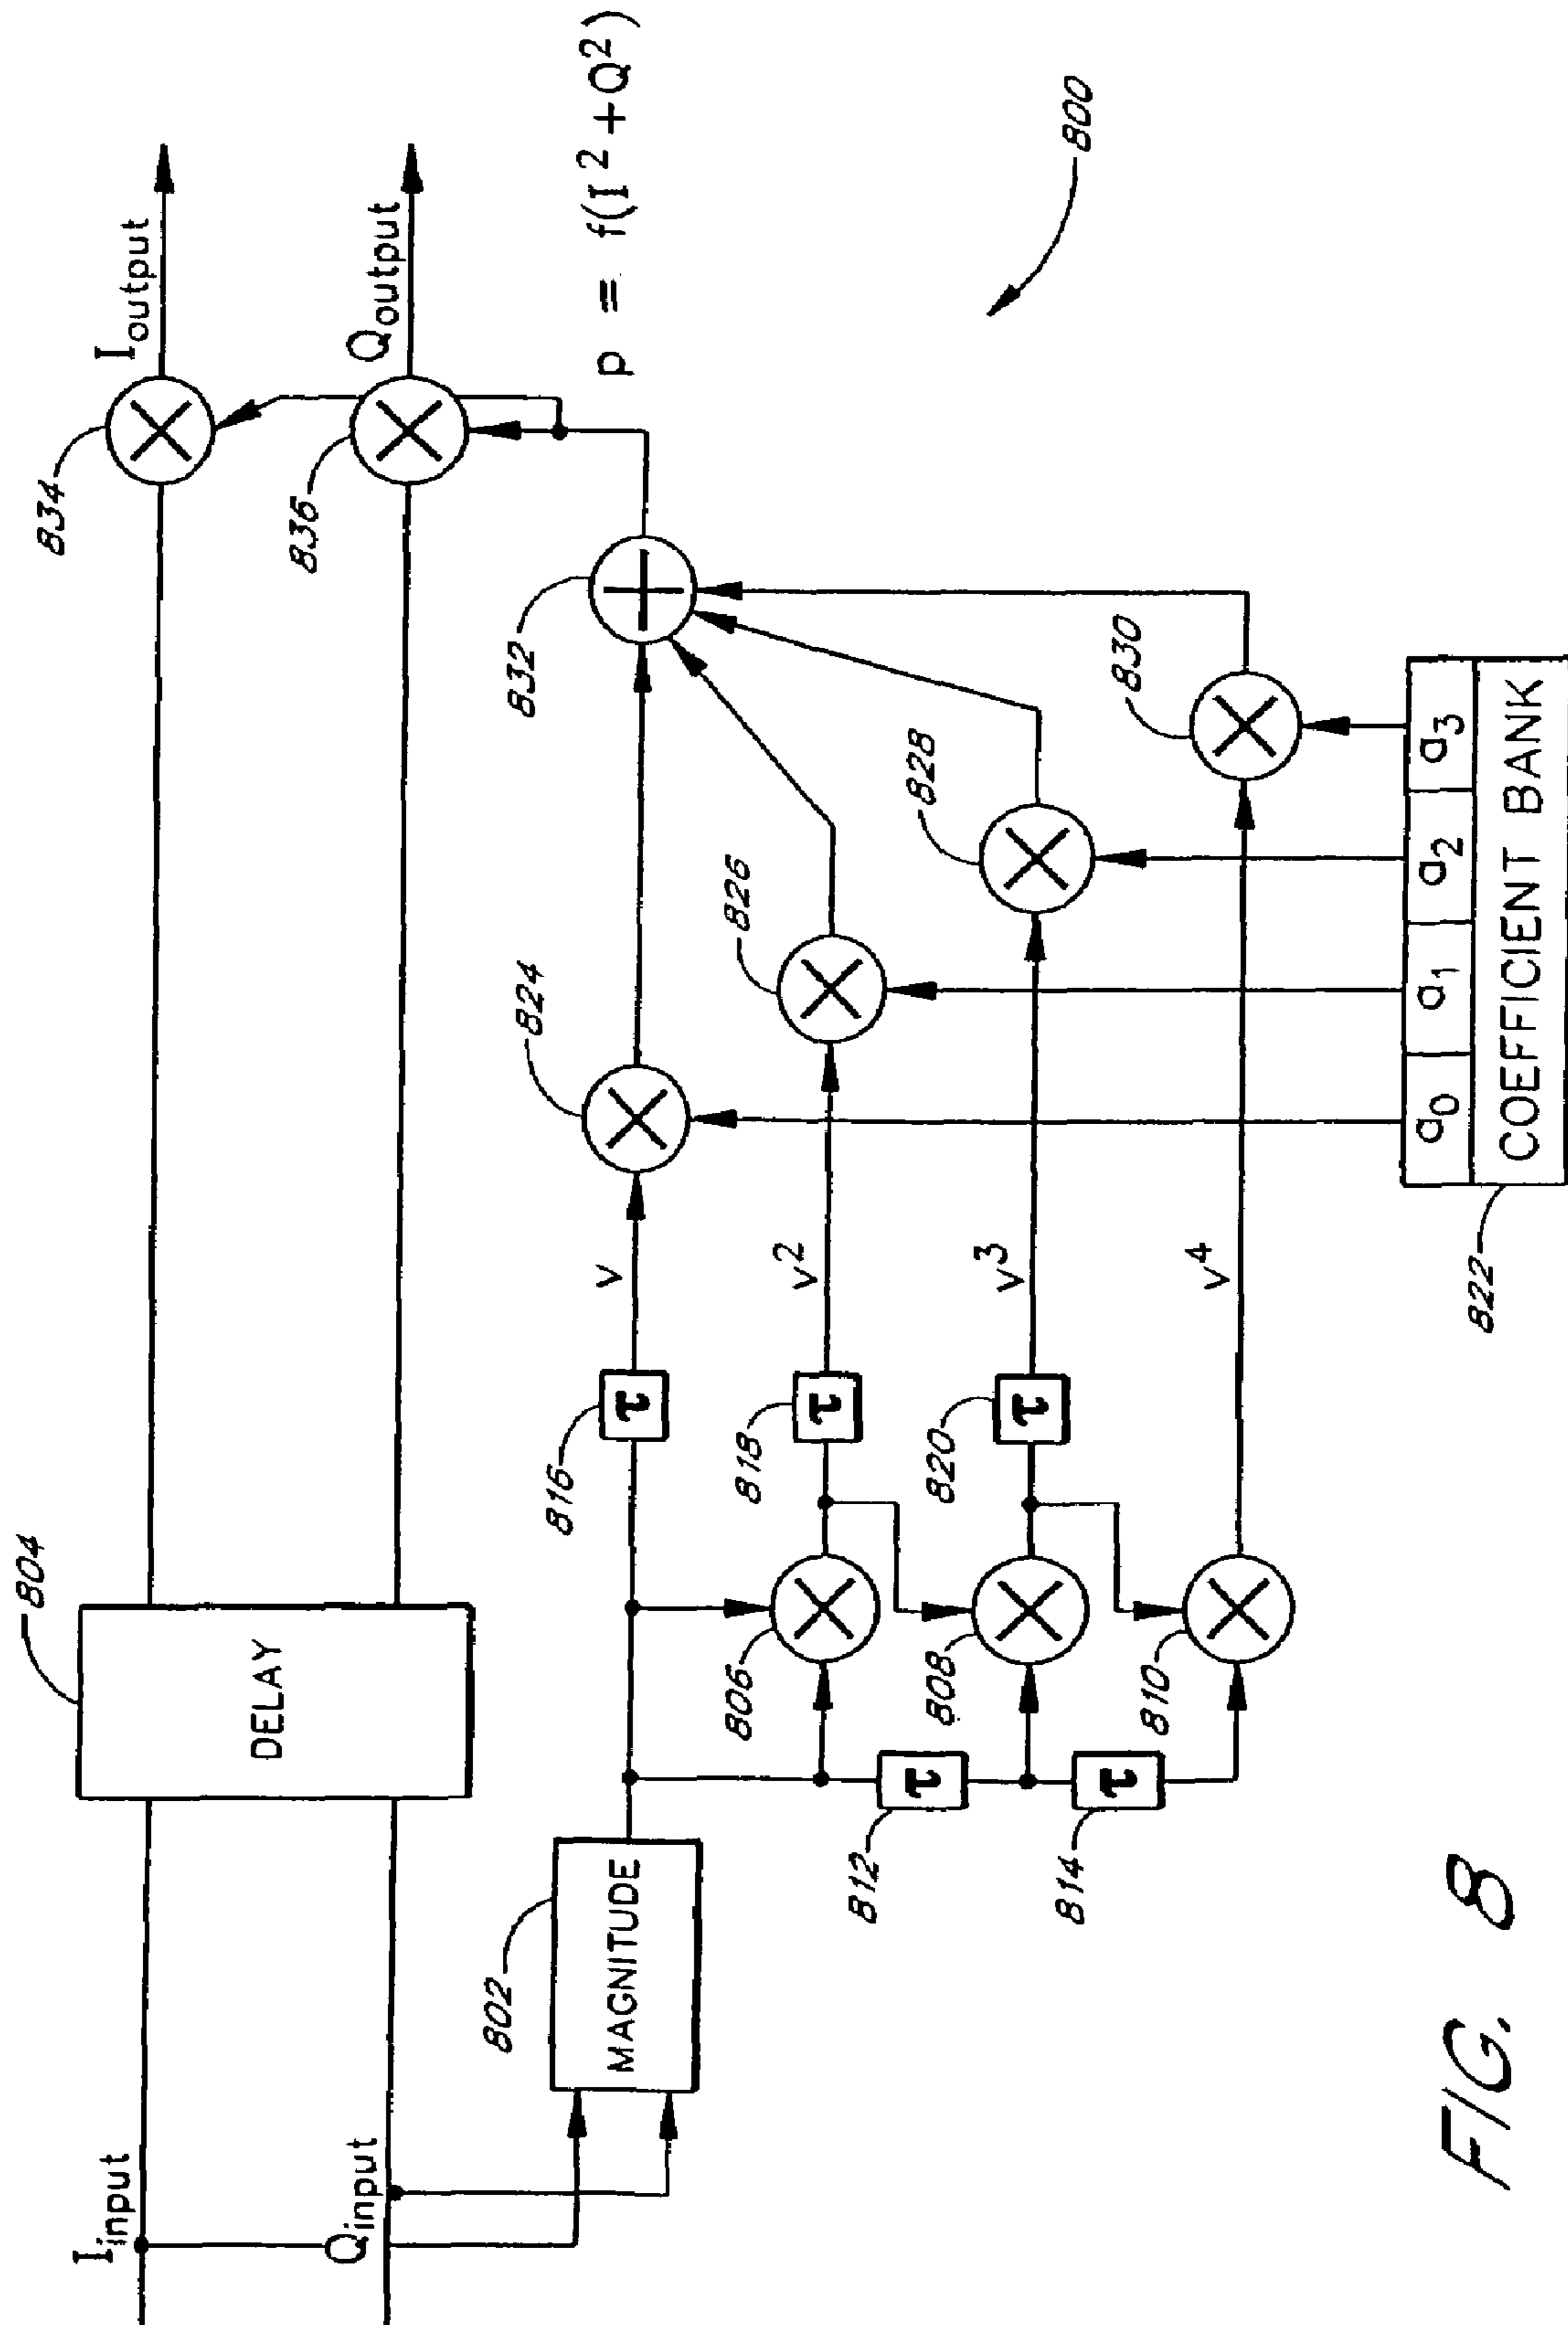 I_input
Q_input
804
DELAY
834
I_output
836
Q_output
p = f(I² + Q²)
802
MAGNITUDE
816
τ
v
824
832
806
818
τ
v²
826
812
τ
808
820
τ
v³
828
814
τ
810
v⁴
830
822
a₀ a₁ a₂ a₃
COEFFICIENT BANK
800
FIG. 8